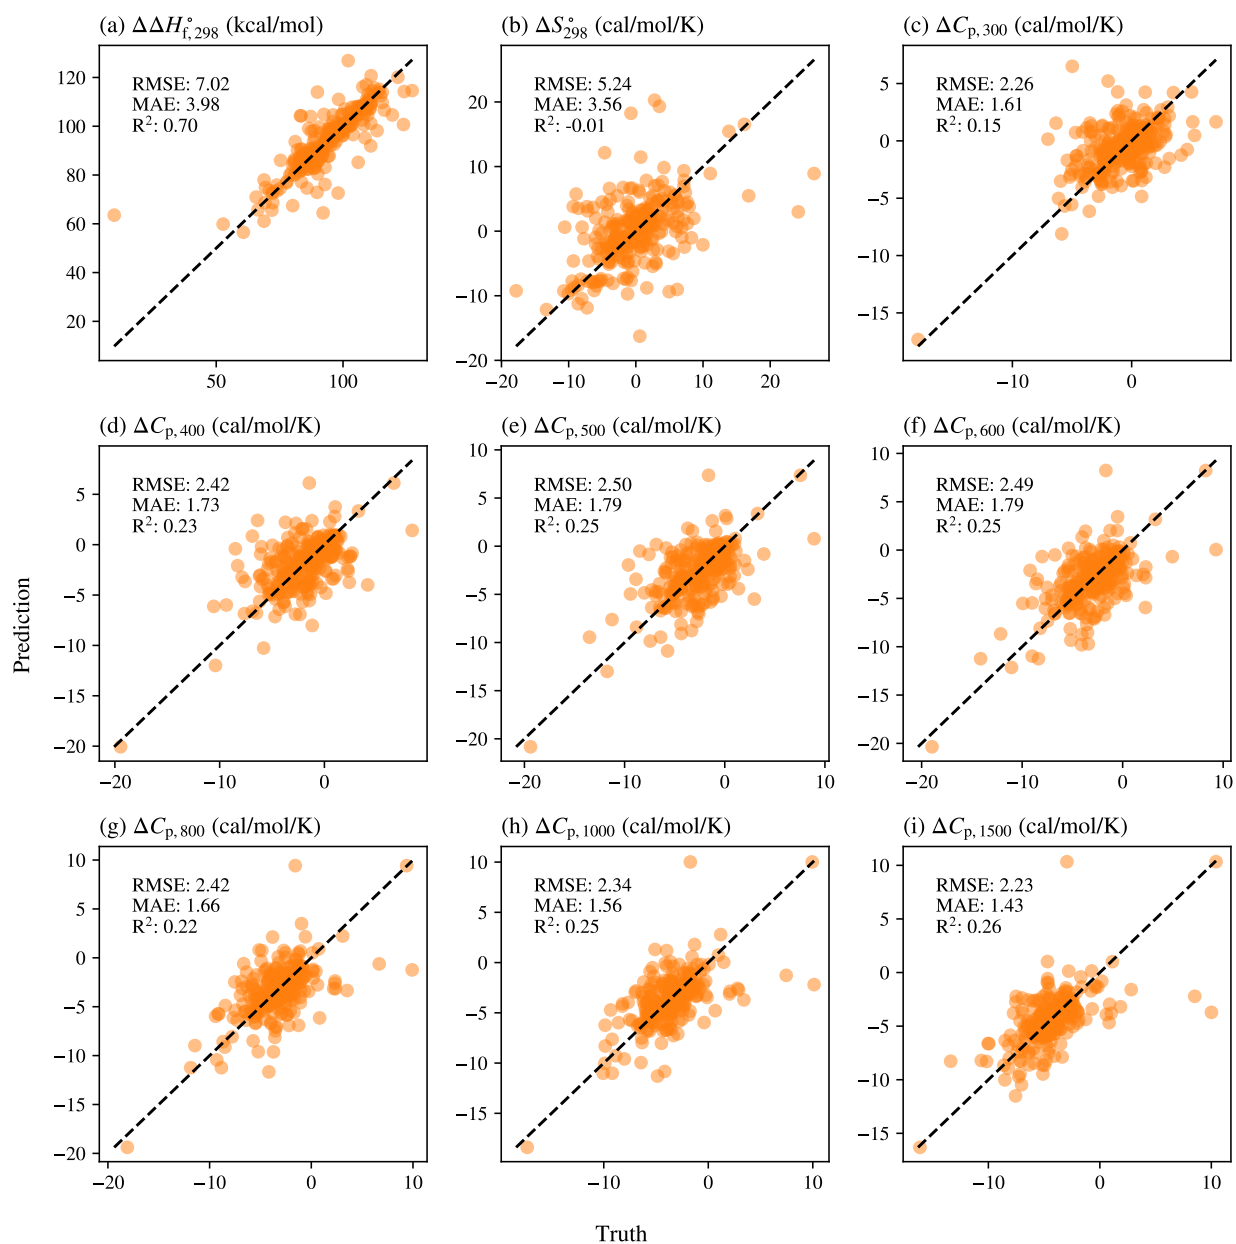 (a) ΔΔH°f,298 (kcal/mol)
RMSE: 7.02
MAE: 3.98
R²: 0.70
120
100
80
60
40
20
50
100
(b) ΔS°298 (cal/mol/K)
RMSE: 5.24
MAE: 3.56
R²: -0.01
20
10
0
−10
−20
−20
−10
0
10
20
(c) ΔCp, 300 (cal/mol/K)
RMSE: 2.26
MAE: 1.61
R²: 0.15
5
0
−5
−10
−15
−10
0
(d) ΔCp, 400 (cal/mol/K)
RMSE: 2.42
MAE: 1.73
R²: 0.23
5
0
−5
−10
−15
−20
−20
−10
0
(e) ΔCp, 500 (cal/mol/K)
RMSE: 2.50
MAE: 1.79
R²: 0.25
10
5
0
−5
−10
−15
−20
−20
−10
0
10
(f) ΔCp, 600 (cal/mol/K)
RMSE: 2.49
MAE: 1.79
R²: 0.25
10
5
0
−5
−10
−15
−20
−20
−10
0
10
Prediction
(g) ΔCp, 800 (cal/mol/K)
RMSE: 2.42
MAE: 1.66
R²: 0.22
10
5
0
−5
−10
−15
−20
−20
−10
0
10
(h) ΔCp, 1000 (cal/mol/K)
RMSE: 2.34
MAE: 1.56
R²: 0.25
10
5
0
−5
−10
−15
−10
0
10
(i) ΔCp, 1500 (cal/mol/K)
RMSE: 2.23
MAE: 1.43
R²: 0.26
10
5
0
−5
−10
−15
−10
0
10
Truth